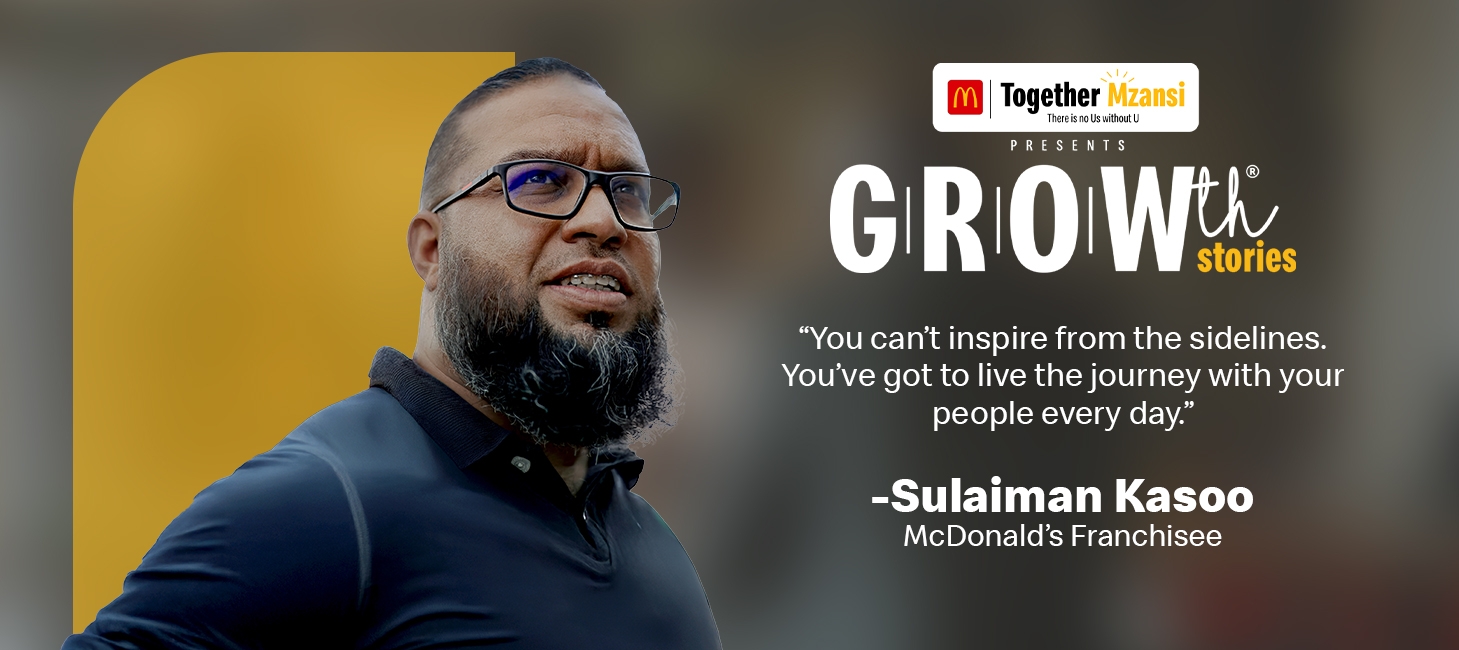 Together Mzansi
There is no Us without U
PRESENTS
G|R|O|Wth®
stories
“You can’t inspire from the sidelines.
You’ve got to live the journey with your
people every day.”
-Sulaiman Kasoo
McDonald’s Franchisee